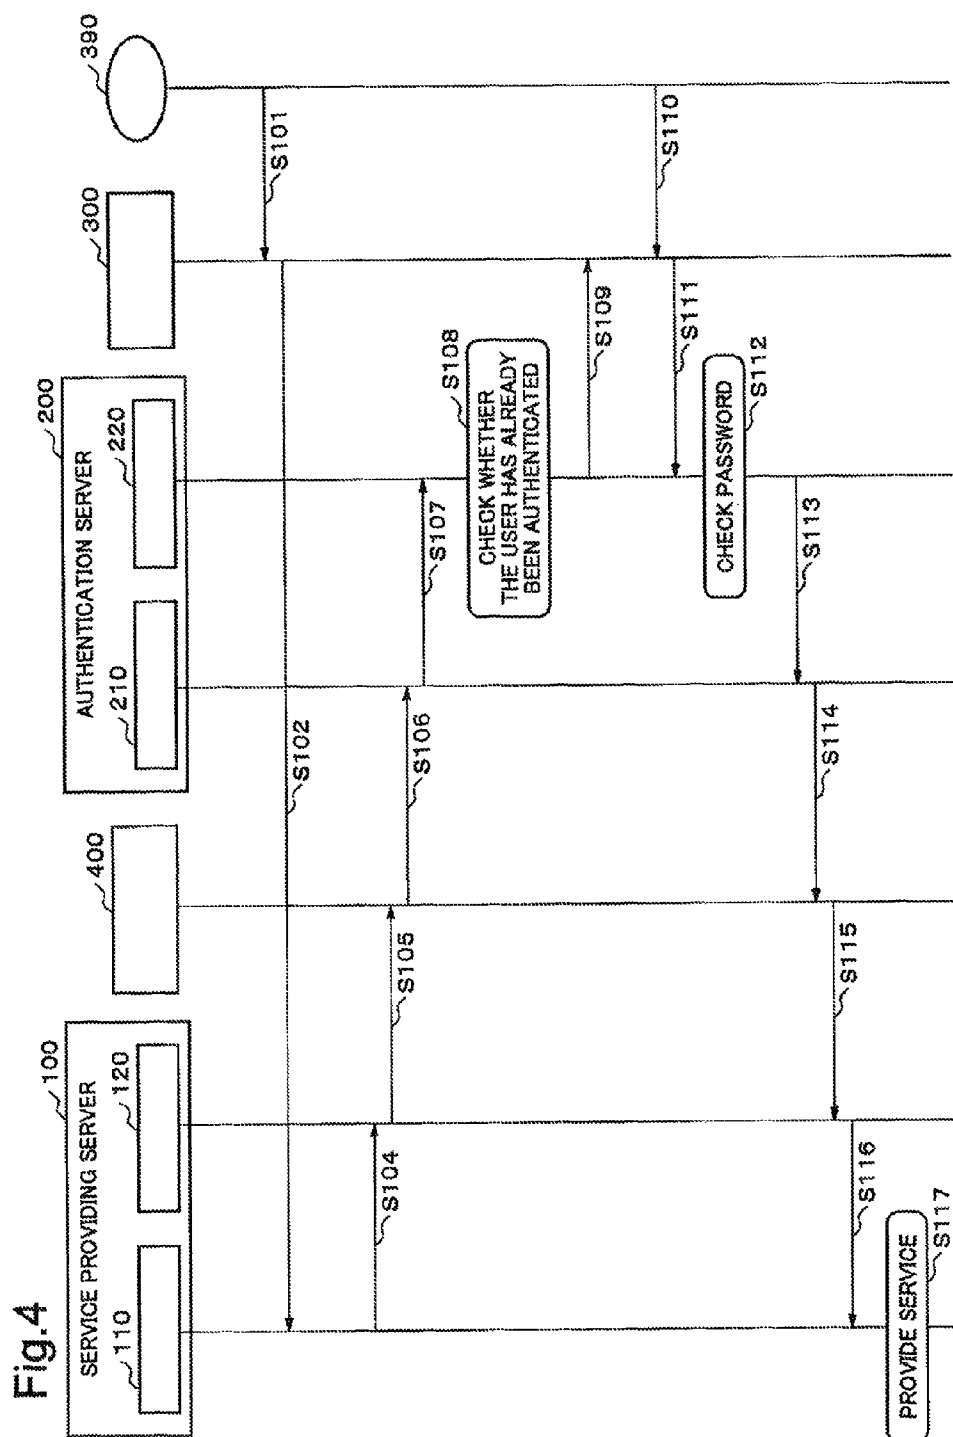 Fig.4
100
SERVICE PROVIDING SERVER
110
120
400
200
AUTHENTICATION SERVER
210
220
300
390
S101
S102
S104
S105
S106
S107
S108
CHECK WHETHER
THE USER HAS ALREADY
BEEN AUTHENTICATED
S109
S110
S111
S112
CHECK PASSWORD
S113
S114
S115
S116
PROVIDE SERVICE
S117